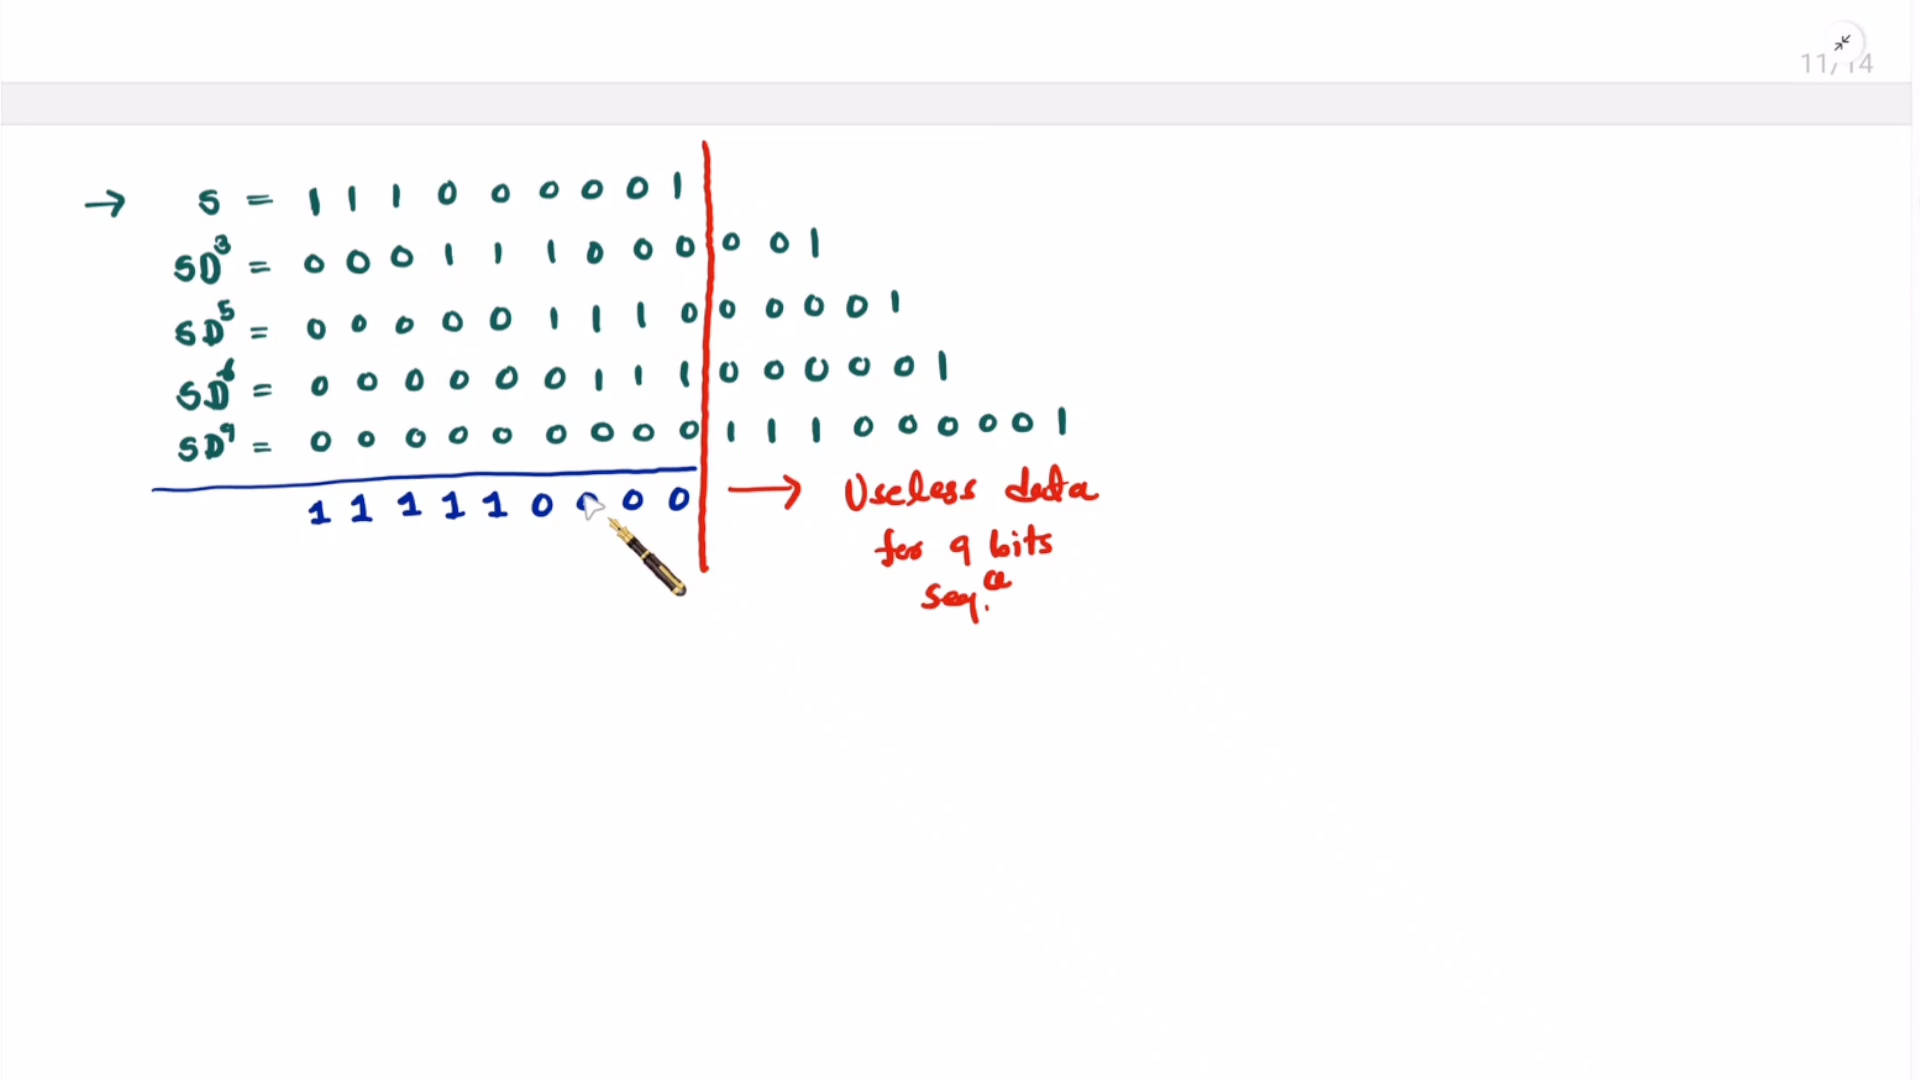 11/14
→ S = 1 1 1 0 0 0 0 0 1
SD³ = 0 0 0 1 1 1 0 0 0 0 0 1
SD⁵ = 0 0 0 0 0 1 1 1 0 0 0 0 0 1
SD⁶ = 0 0 0 0 0 0 1 1 1 0 0 0 0 0 1
SD⁹ = 0 0 0 0 0 0 0 0 0 1 1 1 0 0 0 0 0 1
1 1 1 1 1 0 0 0 0 → Useless data
for 9 bits
seq.ce